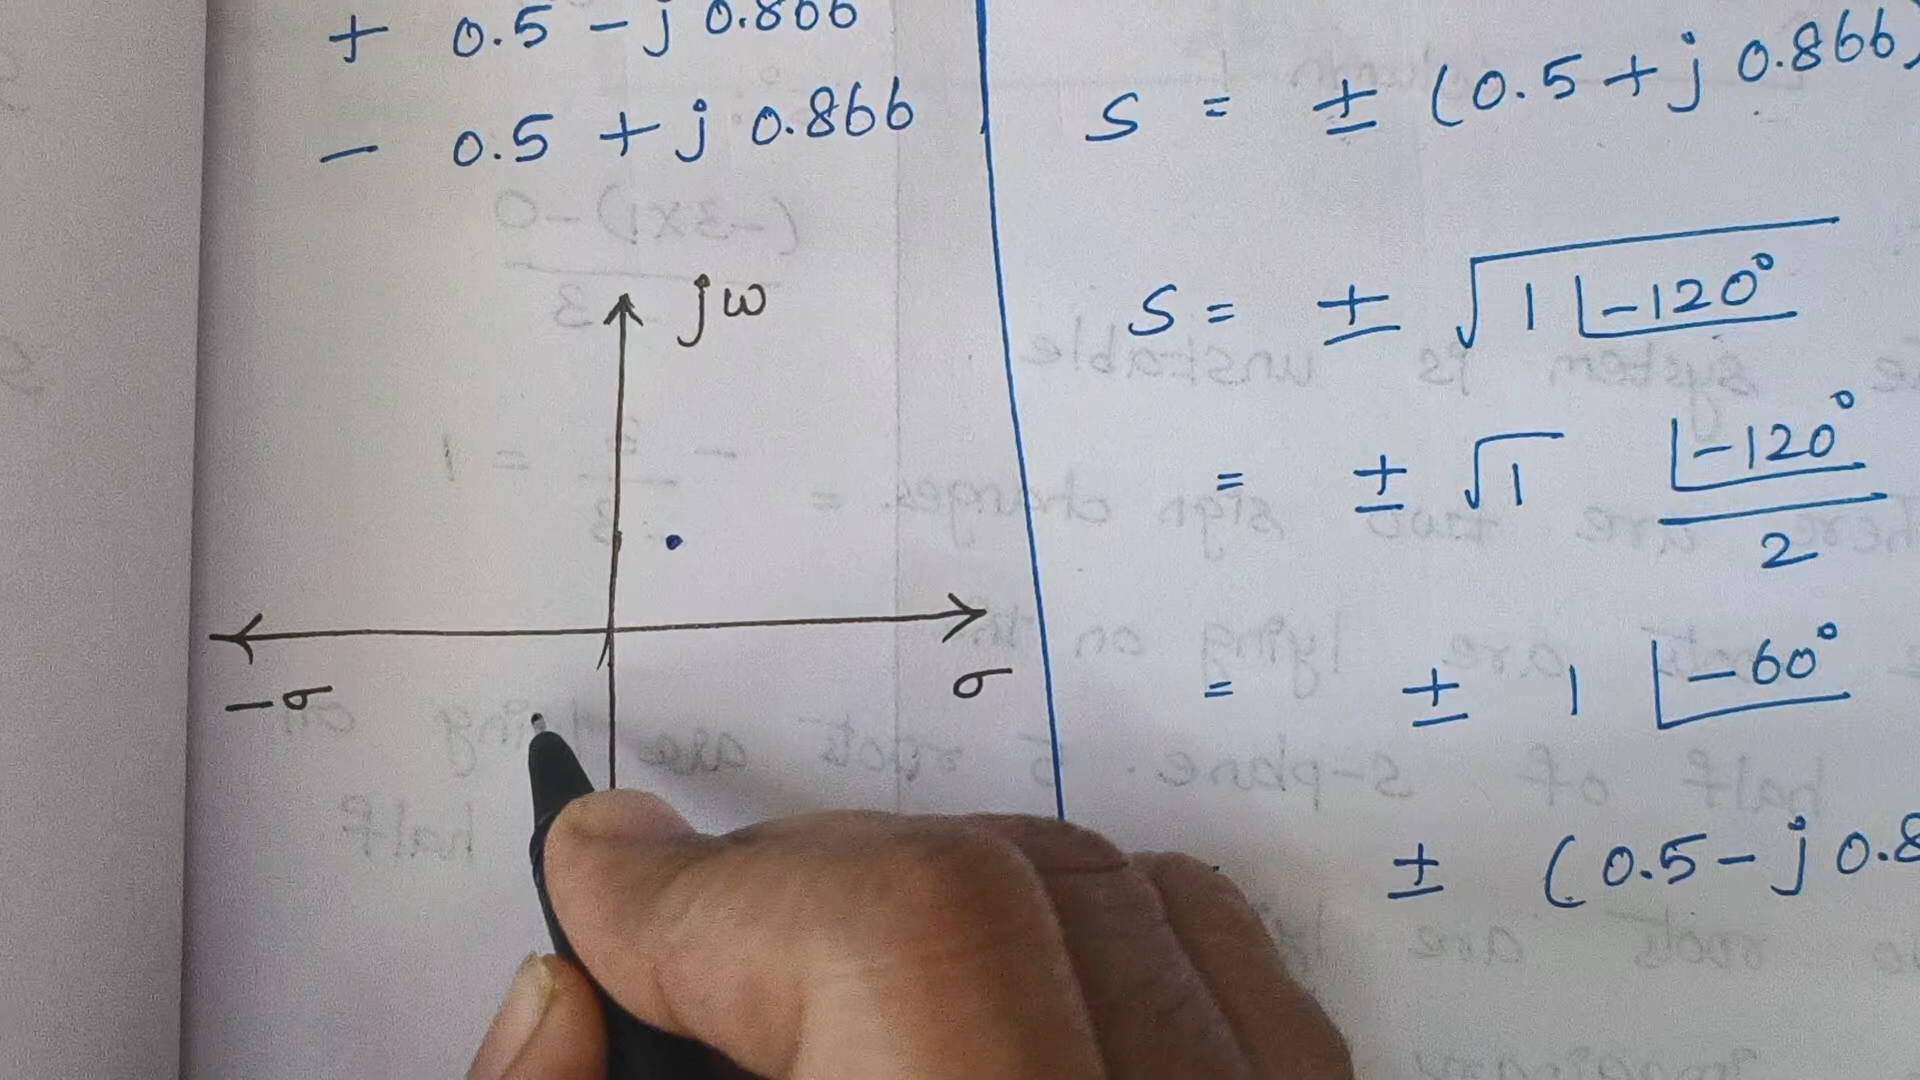 + 0.5 - j 0.866
- 0.5 + j 0.866
jω
-σ
σ
S = ± (0.5 + j 0.866)
S = ± √1 ∠-120°
= ± √1 ∠-120°/2
= ± 1 ∠-60°
± (0.5 - j 0.8